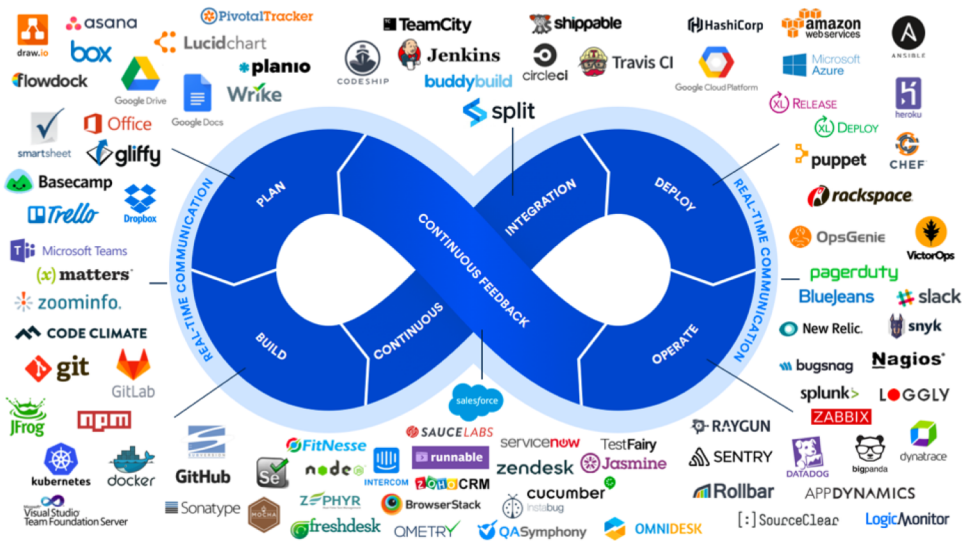 draw.io
asana
PivotalTracker
box
Lucidchart
flowdock
Google Drive
planio
Google Docs
Wrike
smartsheet
Office
gliffy
Basecamp
Trello
Dropbox
TeamCity
shippable
CODESHIP
Jenkins
circleci
Travis CI
buddybuild
split
HashiCorp
amazon
web services
ANSIBLE
Google Cloud Platform
Microsoft
Azure
XL RELEASE
heroku
XL DEPLOY
puppet
CHEF
rackspace
REAL-TIME COMMUNICATION
PLAN
BUILD
CONTINUOUS
INTEGRATION
CONTINUOUS FEEDBACK
DEPLOY
OPERATE
REAL-TIME COMMUNICATION
Microsoft Teams
(x) matters
zoominfo.
CODE CLIMATE
git
GitLab
JFrog
npm
kubernetes
docker
GitHub
Visual Studio
Team Foundation Server
OpsGenie
VictorOps
pagerduty
BlueJeans
slack
New Relic.
snyk
bugsnag
Nagios
splunk>
LOGGLY
ZABBIX
RAYGUN
SENTRY
DATADOG
bigpanda
dynatrace
Rollbar
APPDYNAMICS
[:]SourceClear
LogicMonitor
salesforce
SAUCELABS
servicenow
TestFairy
FitNesse
Se
node
INTERCOM
runnable
zendesk
Jasmine
ZOHO CRM
cucumber
Sonatype
MOCHA
ZEPHYR
BrowserStack
instabug
freshdesk
QMETRY
QASymphony
OMNIDESK